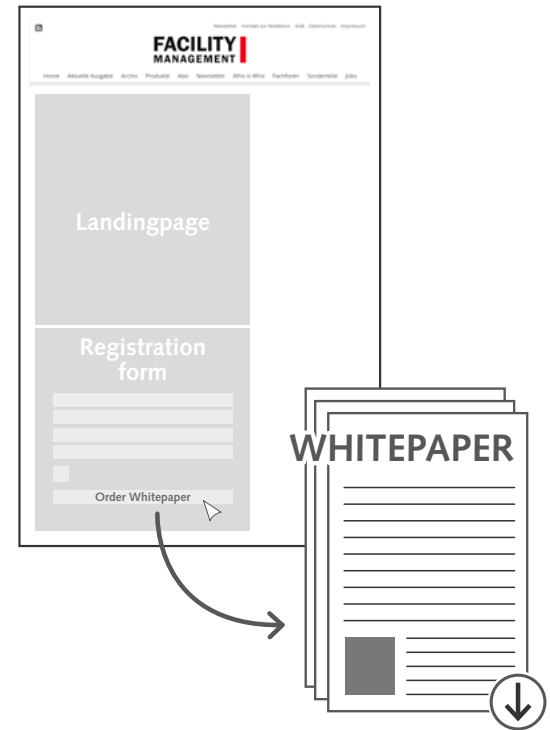 Newsletter Kontakt zur Redaktion AGB Datenschutz Impressum
FACILITY
MANAGEMENT
Home Aktuelle Ausgabe Archiv Produkte Abo Newsletter Who is Who Fachforen Sonderteile Jobs
Landingpage
Registration
form
Order Whitepaper
WHITEPAPER